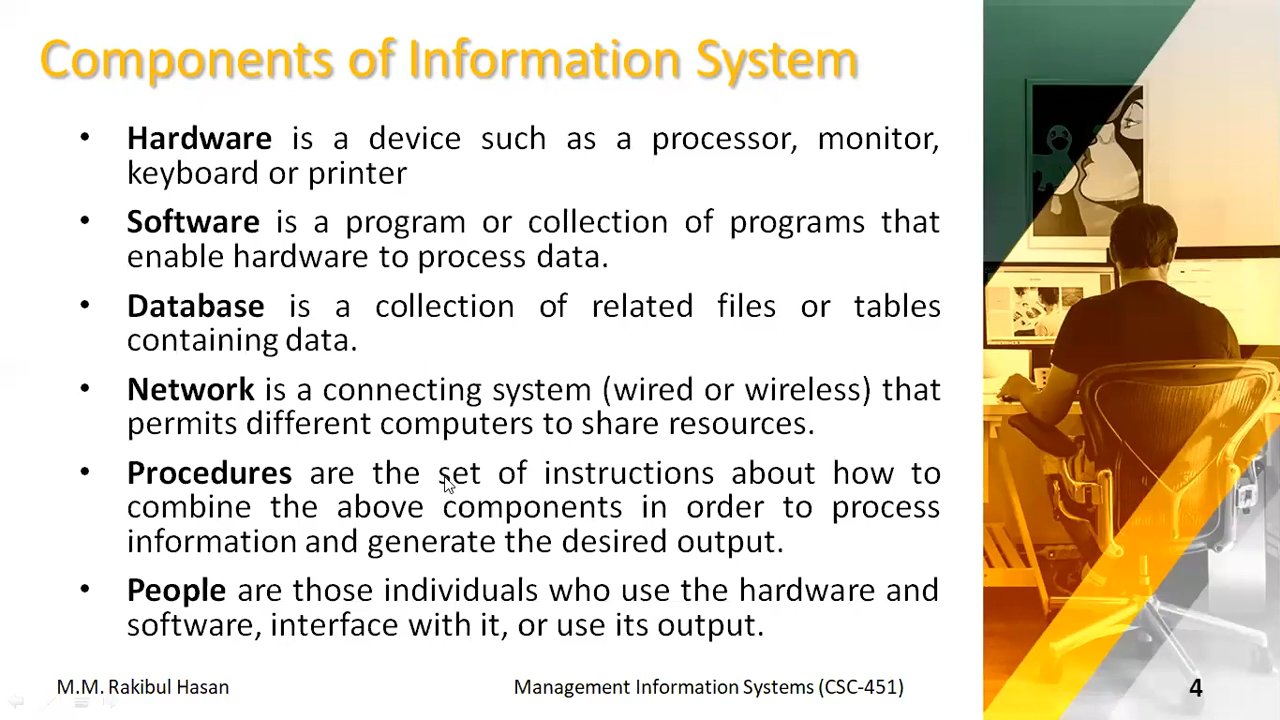 Components of Information System
• Hardware is a device such as a processor, monitor,
keyboard or printer
• Software is a program or collection of programs that
enable hardware to process data.
• Database is a collection of related files or tables
containing data.
• Network is a connecting system (wired or wireless) that
permits different computers to share resources.
• Procedures are the set of instructions about how to
combine the above components in order to process
information and generate the desired output.
• People are those individuals who use the hardware and
software, interface with it, or use its output.
M.M. Rakibul Hasan
Management Information Systems (CSC-451)
4